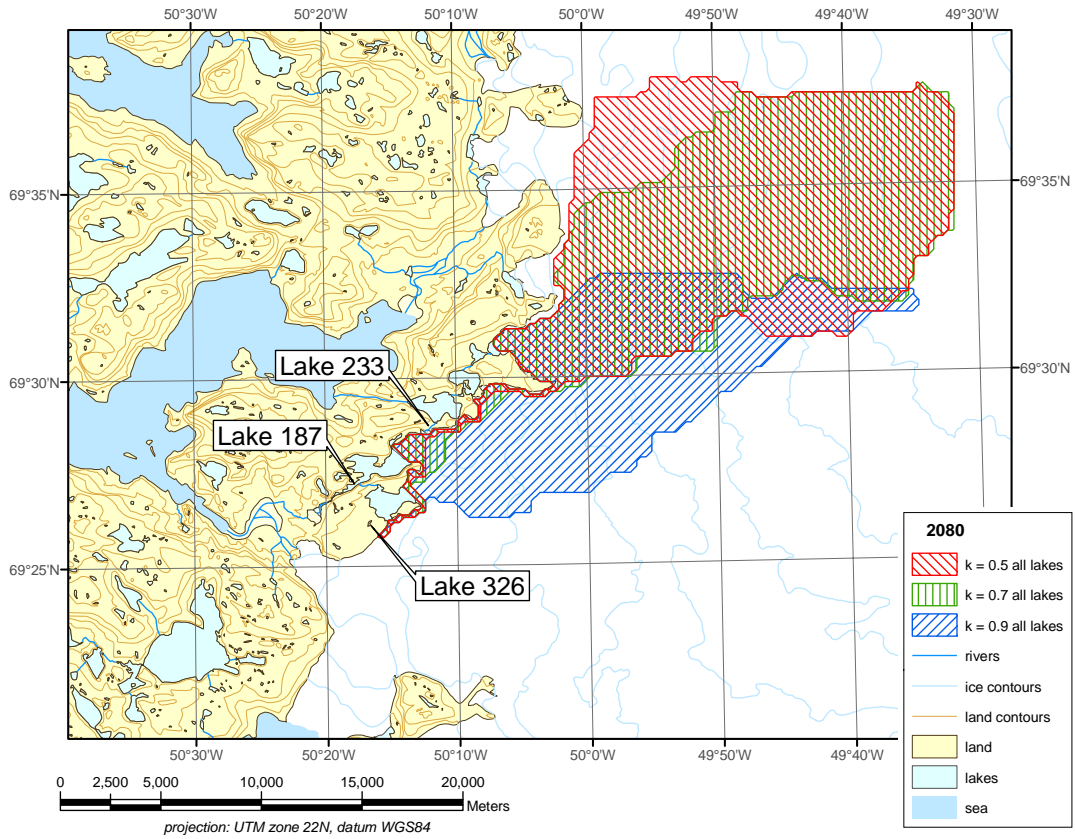 50°30'W 50°20'W 50°10'W 50°0'W 49°50'W 49°40'W 49°30'W
69°35'N 69°35'N
69°30'N 69°30'N
Lake 233
Lake 187
Lake 326
69°25'N
50°30'W 50°20'W 50°10'W 50°0'W 49°50'W 49°40'W
2080
k = 0.5 all lakes
k = 0.7 all lakes
k = 0.9 all lakes
rivers
ice contours
land contours
land
lakes
sea
0 2,500 5,000 10,000 15,000 20,000
Meters
projection: UTM zone 22N, datum WGS84